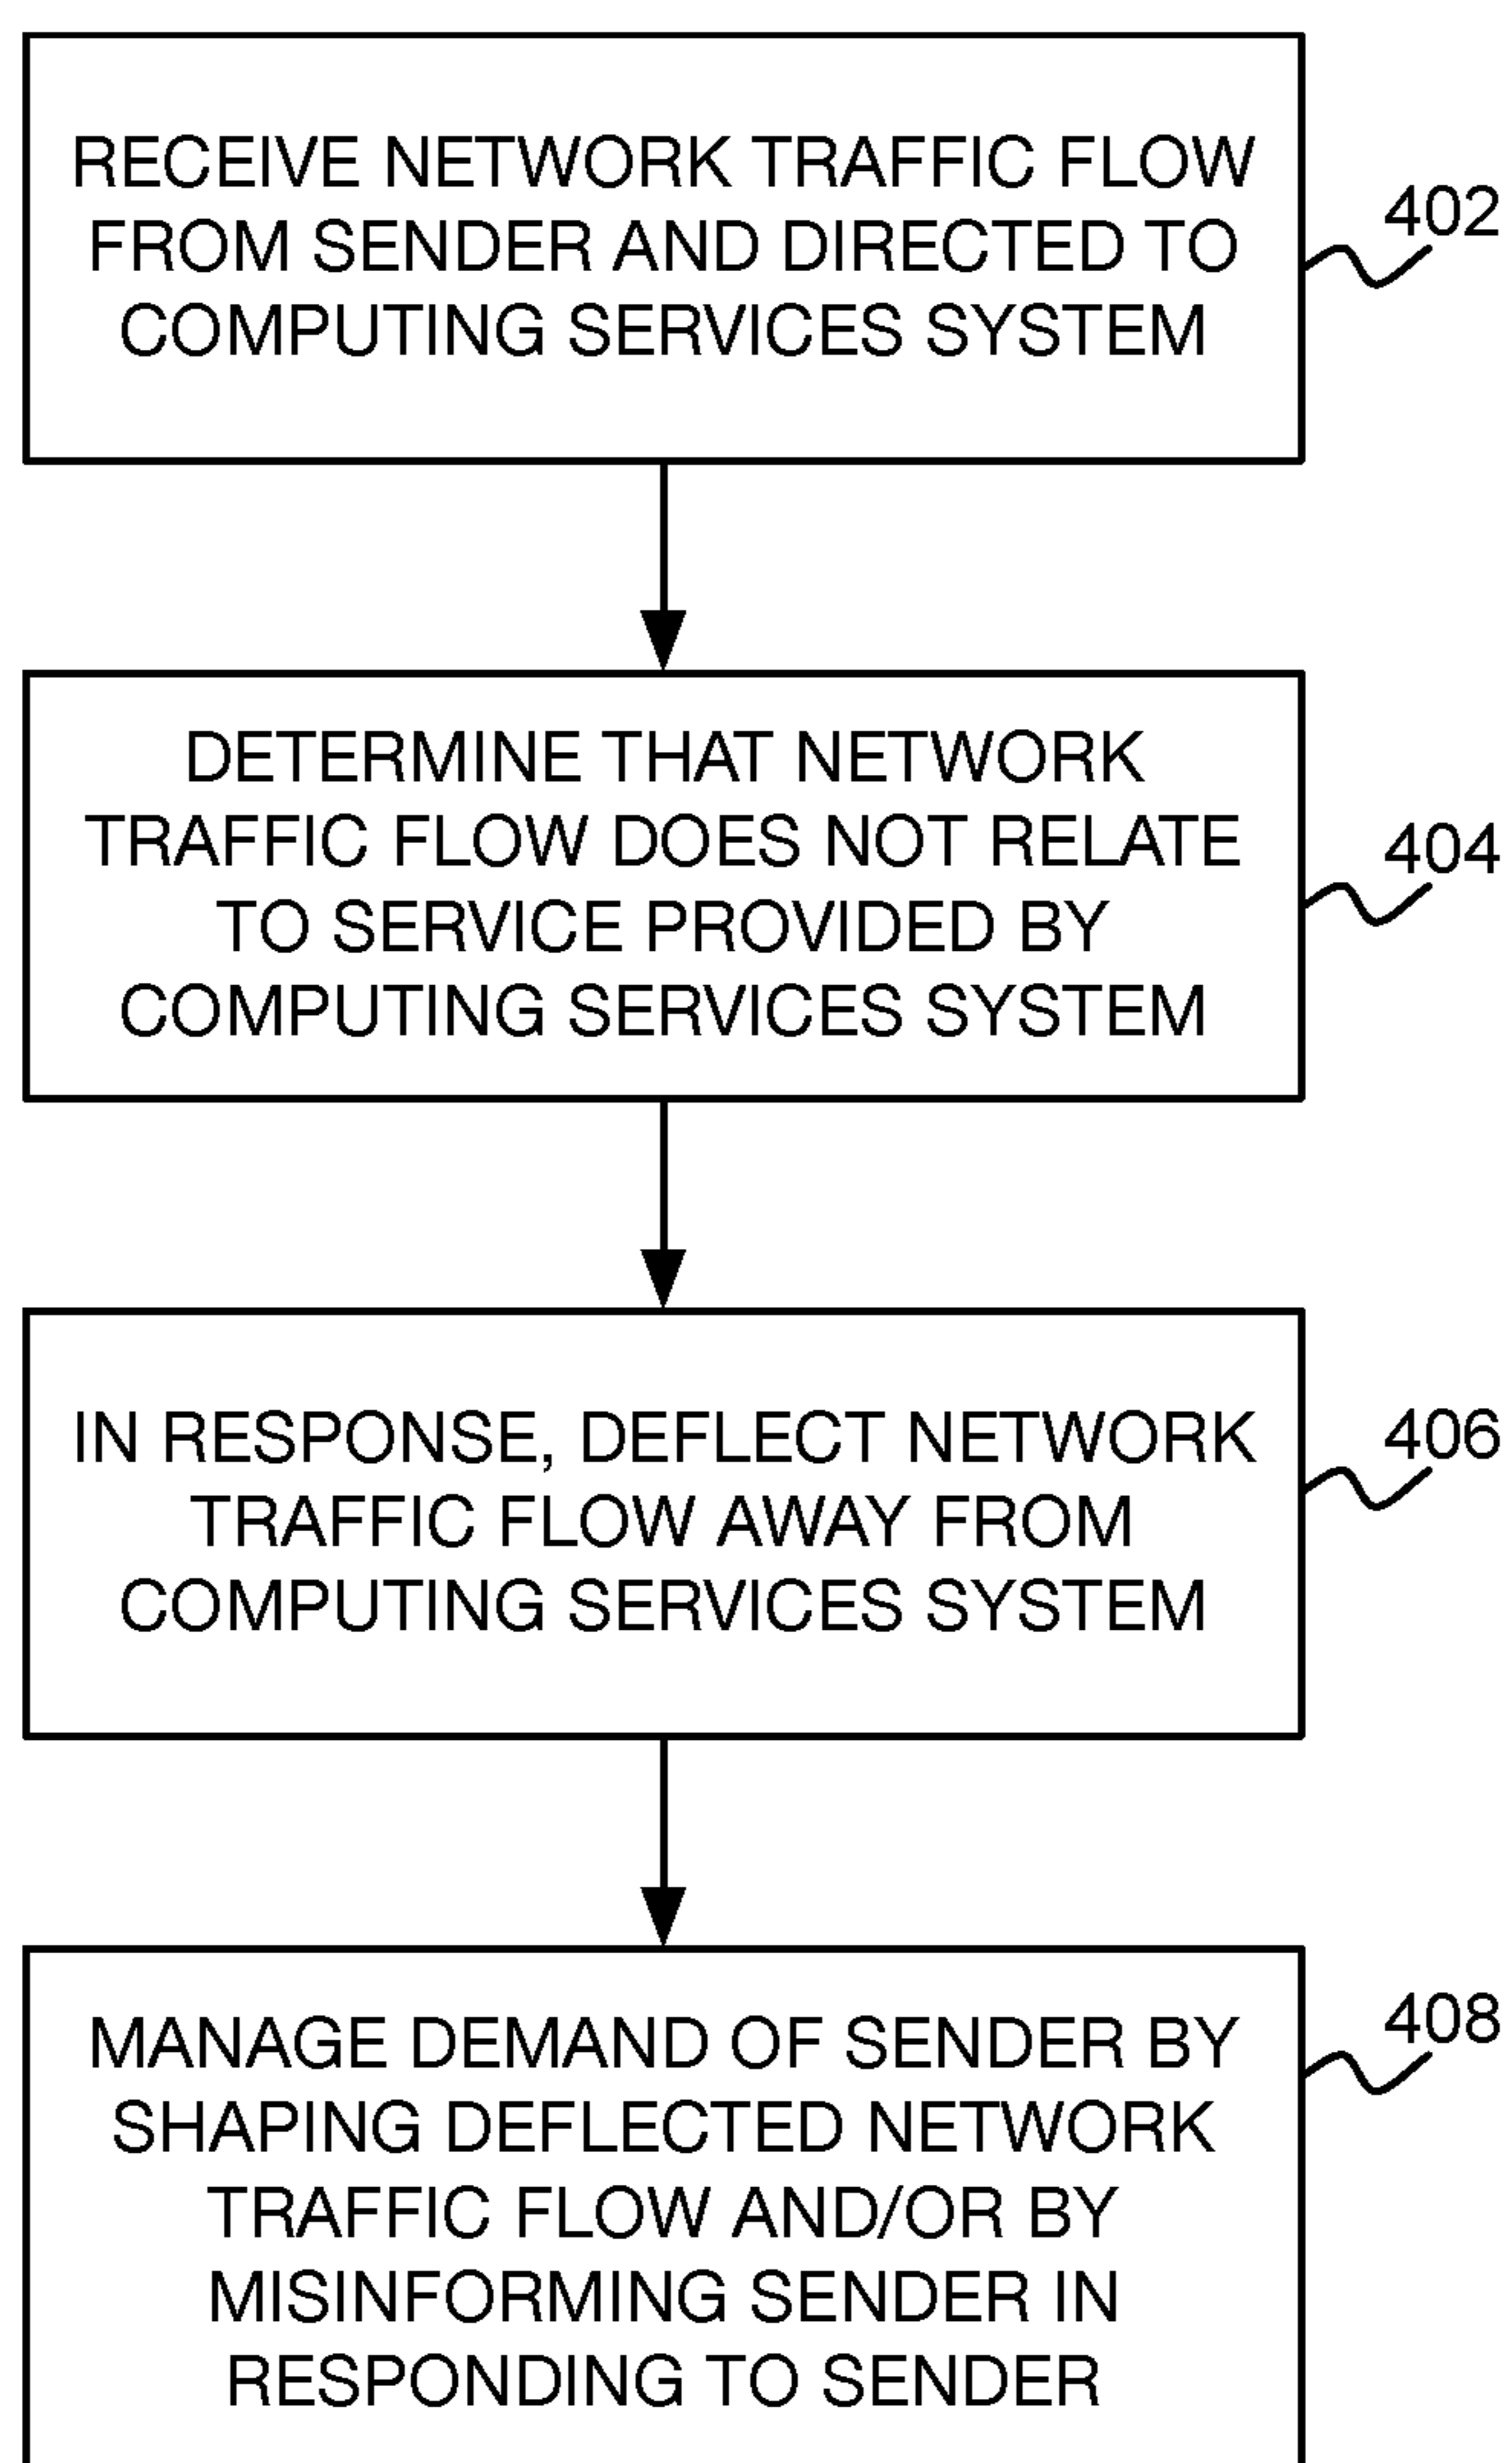 RECEIVE NETWORK TRAFFIC FLOW
FROM SENDER AND DIRECTED TO
COMPUTING SERVICES SYSTEM
402
DETERMINE THAT NETWORK
TRAFFIC FLOW DOES NOT RELATE
TO SERVICE PROVIDED BY
COMPUTING SERVICES SYSTEM
404
IN RESPONSE, DEFLECT NETWORK
TRAFFIC FLOW AWAY FROM
COMPUTING SERVICES SYSTEM
406
MANAGE DEMAND OF SENDER BY
SHAPING DEFLECTED NETWORK
TRAFFIC FLOW AND/OR BY
MISINFORMING SENDER IN
RESPONDING TO SENDER
408